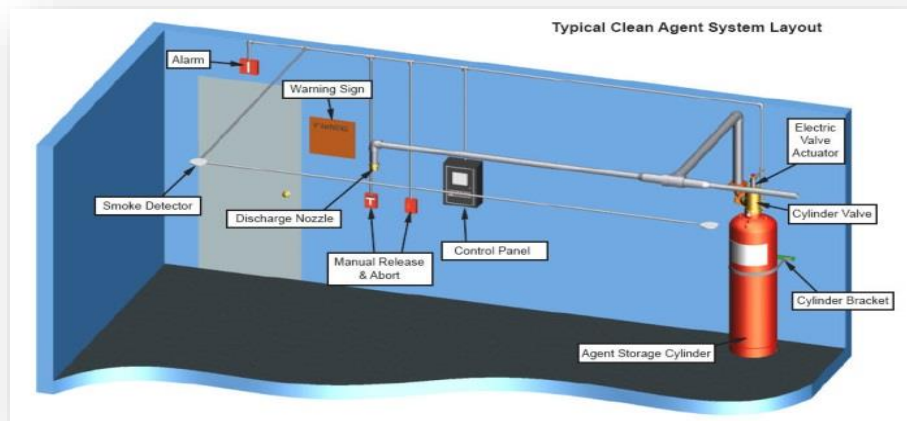 Typical Clean Agent System Layout
Alarm
Warning Sign
Electric
Valve
Actuator
Smoke Detector
Discharge Nozzle
Cylinder Valve
Manual Release
& Abort
Control Panel
Cylinder Bracket
Agent Storage Cylinder